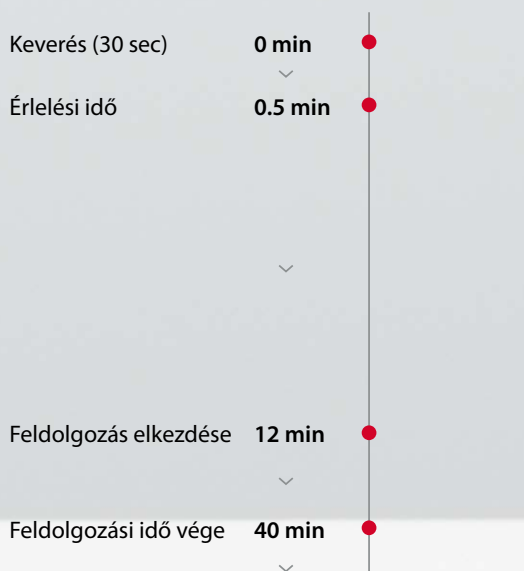 Keverés (30 sec) 0 min
Érlelési idő 0.5 min
Feldolgozás elkezdése 12 min
Feldolgozási idő vége 40 min